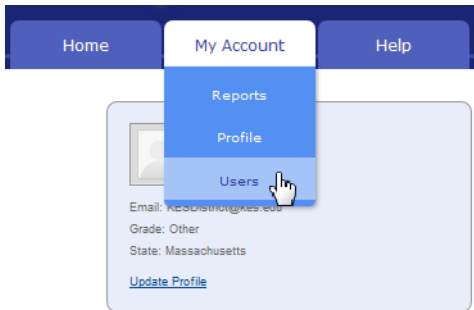 Home My Account Help
Reports
Profile
Users
Email: KESDistrict@kes.edu
Grade: Other
State: Massachusetts
Update Profile